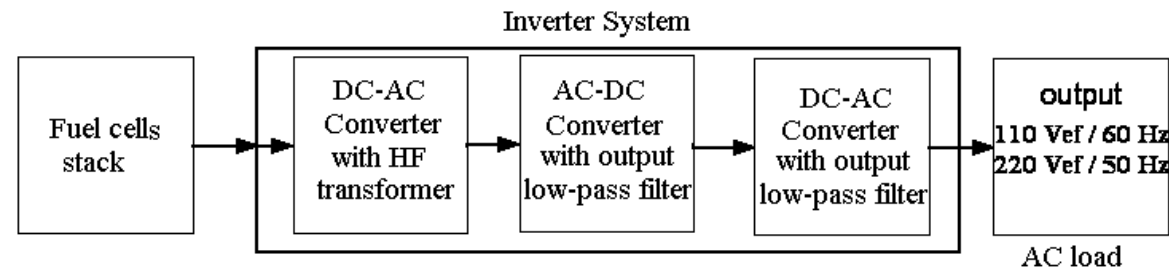 Inverter System
Fuel cells
stack
DC-AC
Converter
with HF
transformer
AC-DC
Converter
with output
low-pass filter
DC-AC
Converter
with output
low-pass filter
output
110 Vef / 60 Hz
220 Vef / 50 Hz
AC load